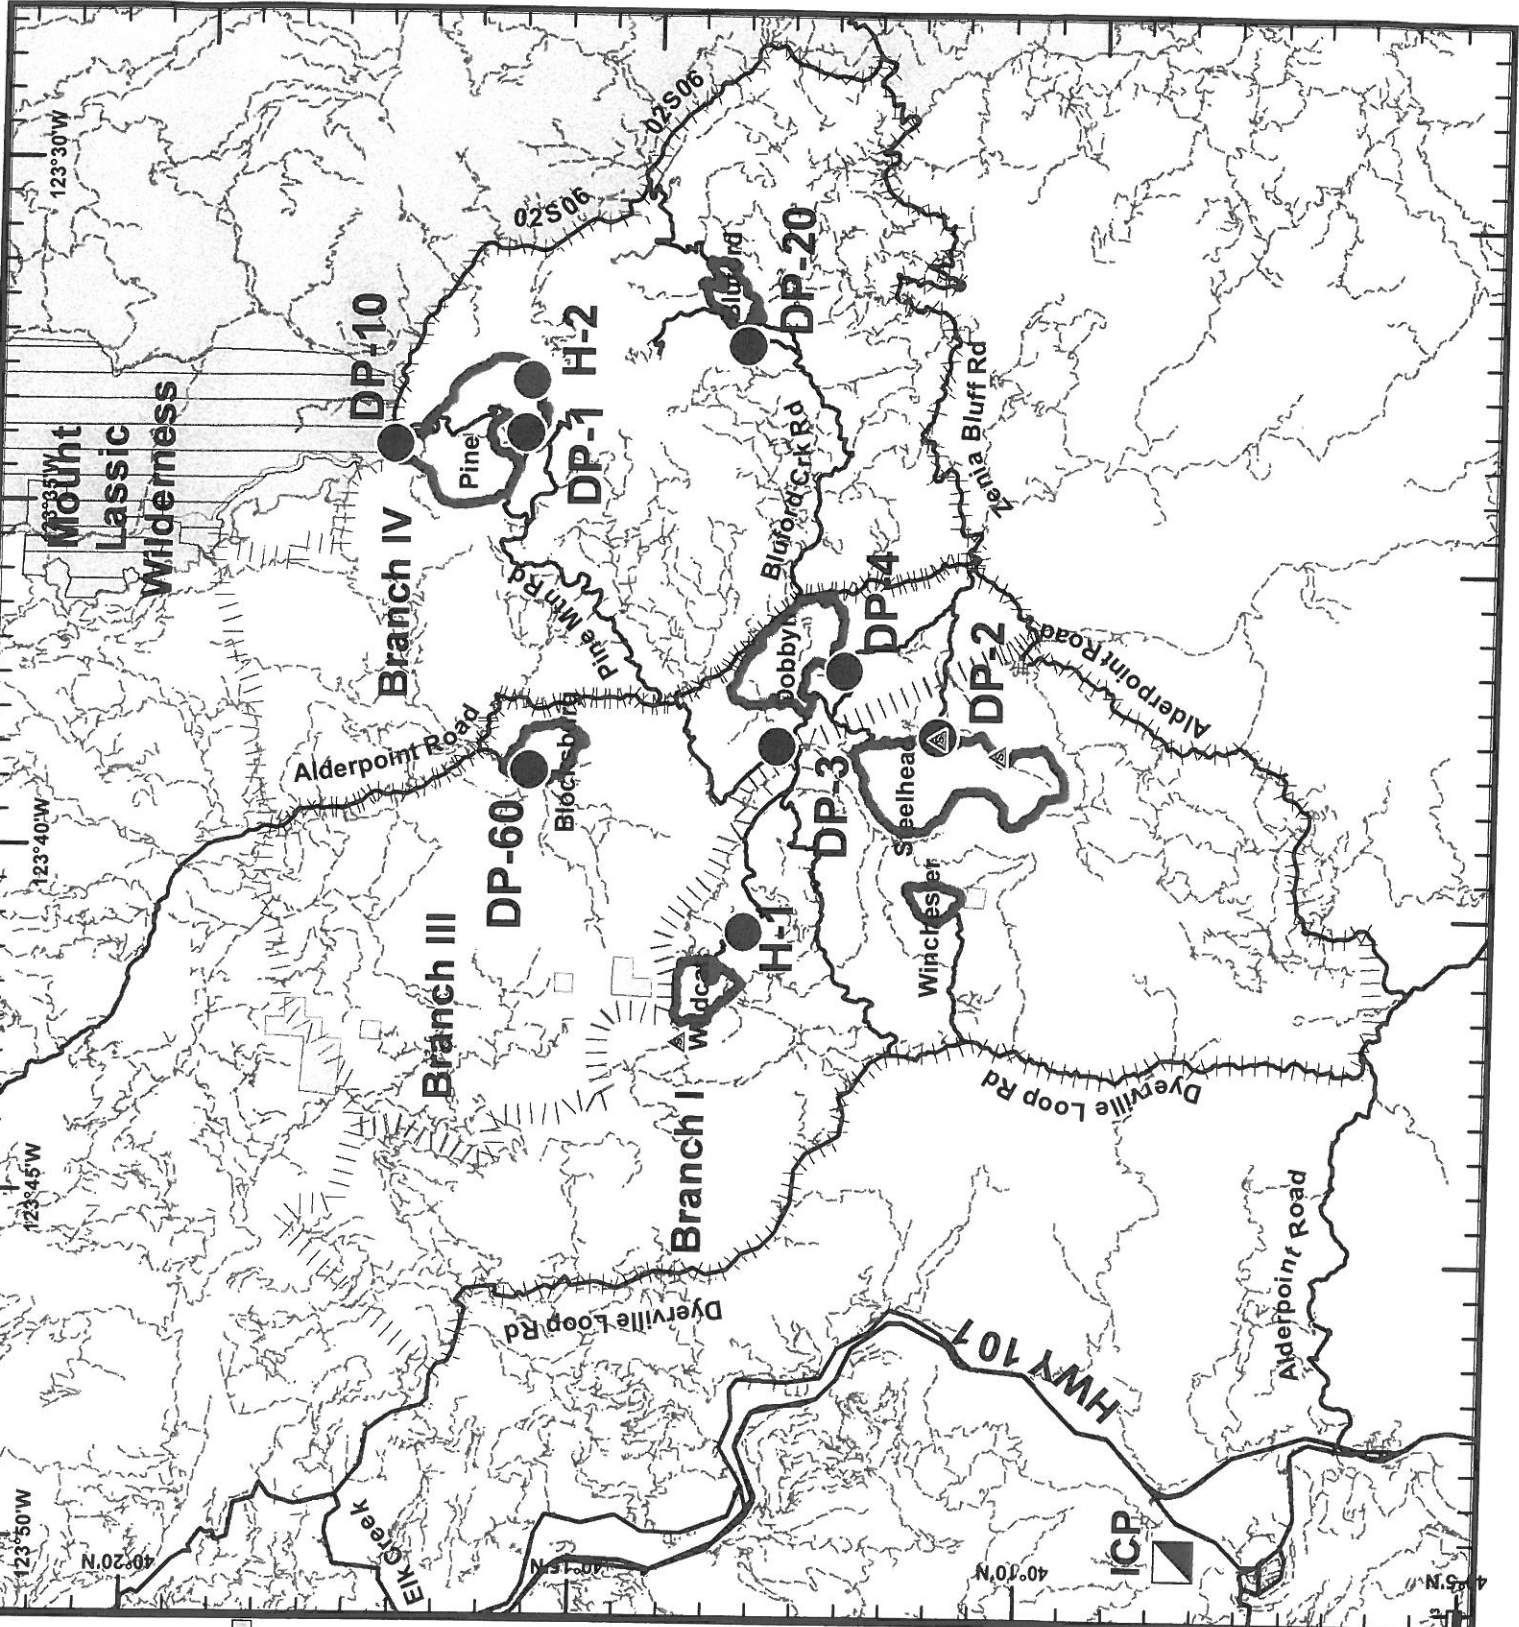 123°50'W
123°45'W
123°40'W
123°35'W
123°30'W
40°20'N
40°15'N
40°10'N
40°5'N
Mount
Lassic
Wilderness
DP-10
Branch IV
Pine
H-2
DP-1
02S06
02S06
Pine Mtn Rd
Alderpoint Road
Blocksburg
DP-60
Branch III
DP-20
Bluford Crk Rd
Zenia Bluff Rd
DP-4
DP-2
DP-3
Steelhead
Winchester
H-1
Branch I
Dyerville Loop Rd
Dyerville Loop Rd
Alderpoint Road
Alderpoint Road
HWY 101
Elk Creek
ICP